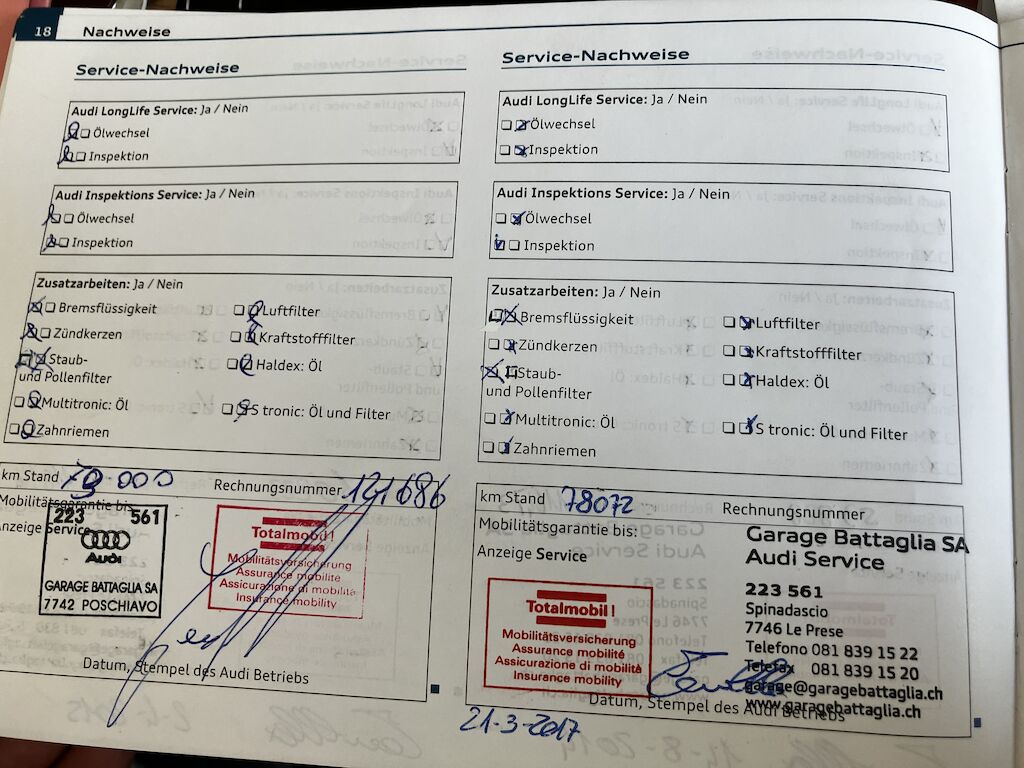 18 Nachweise
Service-Nachweise
Audi LongLife Service: Ja / Nein
Ölwechsel
Inspektion
Audi Inspektions Service: Ja / Nein
Ölwechsel
Inspektion
Zusatzarbeiten: Ja / Nein
Bremsflüssigkeit
Luftfilter
Zündkerzen
Kraftstofffilter
Staub-
und Pollenfilter
Haldex: Öl
Multitronic: Öl
S tronic: Öl und Filter
Zahnriemen
km Stand 79000
Rechnungsnummer 121686
Mobilitätsgarantie bis
Anzeige Service
223 561
Audi
GARAGE BATTAGLIA SA
7742 POSCHIAVO
Totalmobil!
Mobilitätsversicherung
Assurance mobilité
Assicurazione di mobilità
Insurance mobility
Datum, Stempel des Audi Betriebs
Service-Nachweise
Audi LongLife Service: Ja / Nein
Ölwechsel
Inspektion
Audi Inspektions Service: Ja / Nein
Ölwechsel
Inspektion
Zusatzarbeiten: Ja / Nein
Bremsflüssigkeit
Luftfilter
Zündkerzen
Kraftstofffilter
Staub-
und Pollenfilter
Haldex: Öl
Multitronic: Öl
S tronic: Öl und Filter
Zahnriemen
km Stand 78072
Rechnungsnummer
Mobilitätsgarantie bis:
Anzeige Service
Garage Battaglia SA
Audi Service
223 561
Spinadascio
7746 Le Prese
Telefono 081 839 15 22
Telefax 081 839 15 20
garage@garagebattaglia.ch
www.garagebattaglia.ch
Totalmobil!
Mobilitätsversicherung
Assurance mobilité
Assicurazione di mobilità
Insurance mobility
Datum, Stempel des Audi Betriebs
21-3-2017